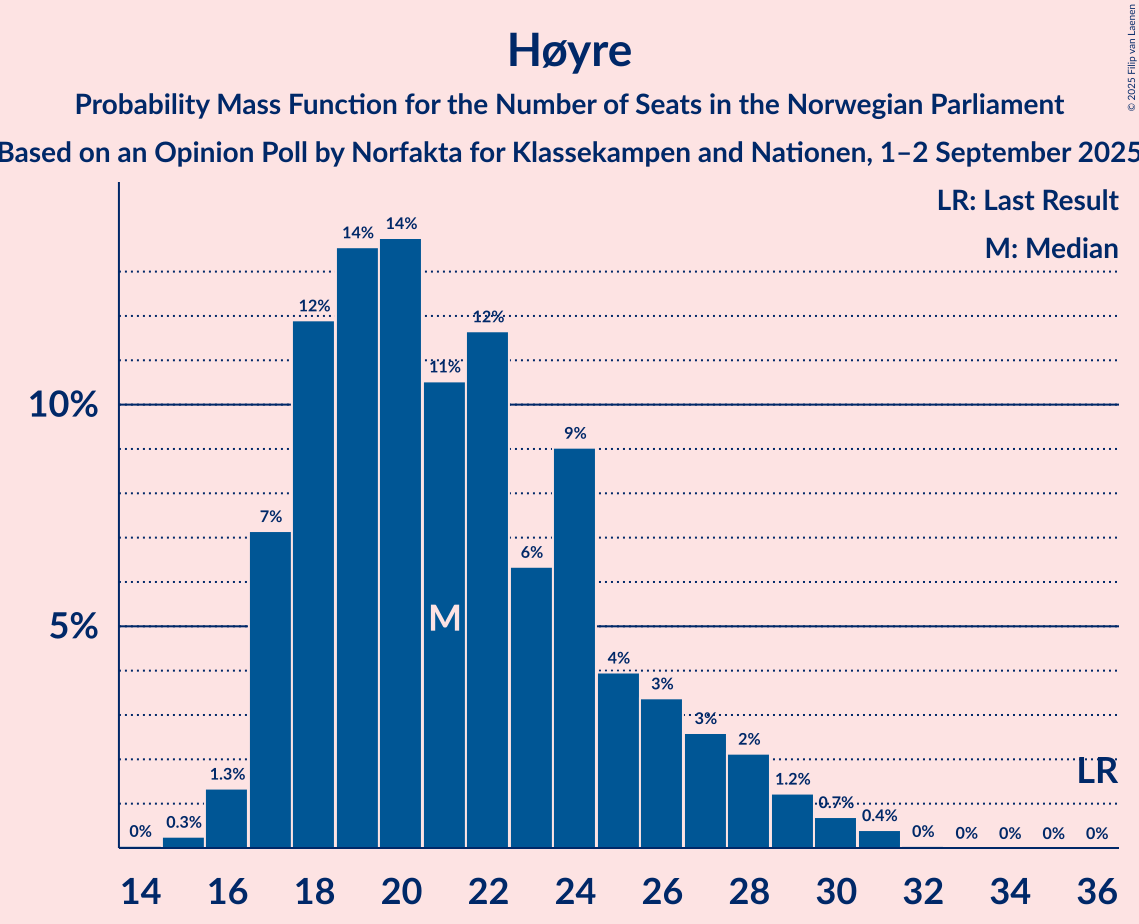 Høyre
Probability Mass Function for the Number of Seats in the Norwegian Parliament
Based on an Opinion Poll by Norfakta for Klassekampen and Nationen, 1–2 September 2025
© 2025 Filip van Laenen
LR: Last Result
M: Median
10%
5%
0%
0.3%
1.3%
7%
12%
14%
14%
11%
12%
6%
9%
4%
3%
3%
2%
1.2%
0.7%
0.4%
0%
0%
0%
0%
0%
M
LR
14 16 18 20 22 24 26 28 30 32 34 36